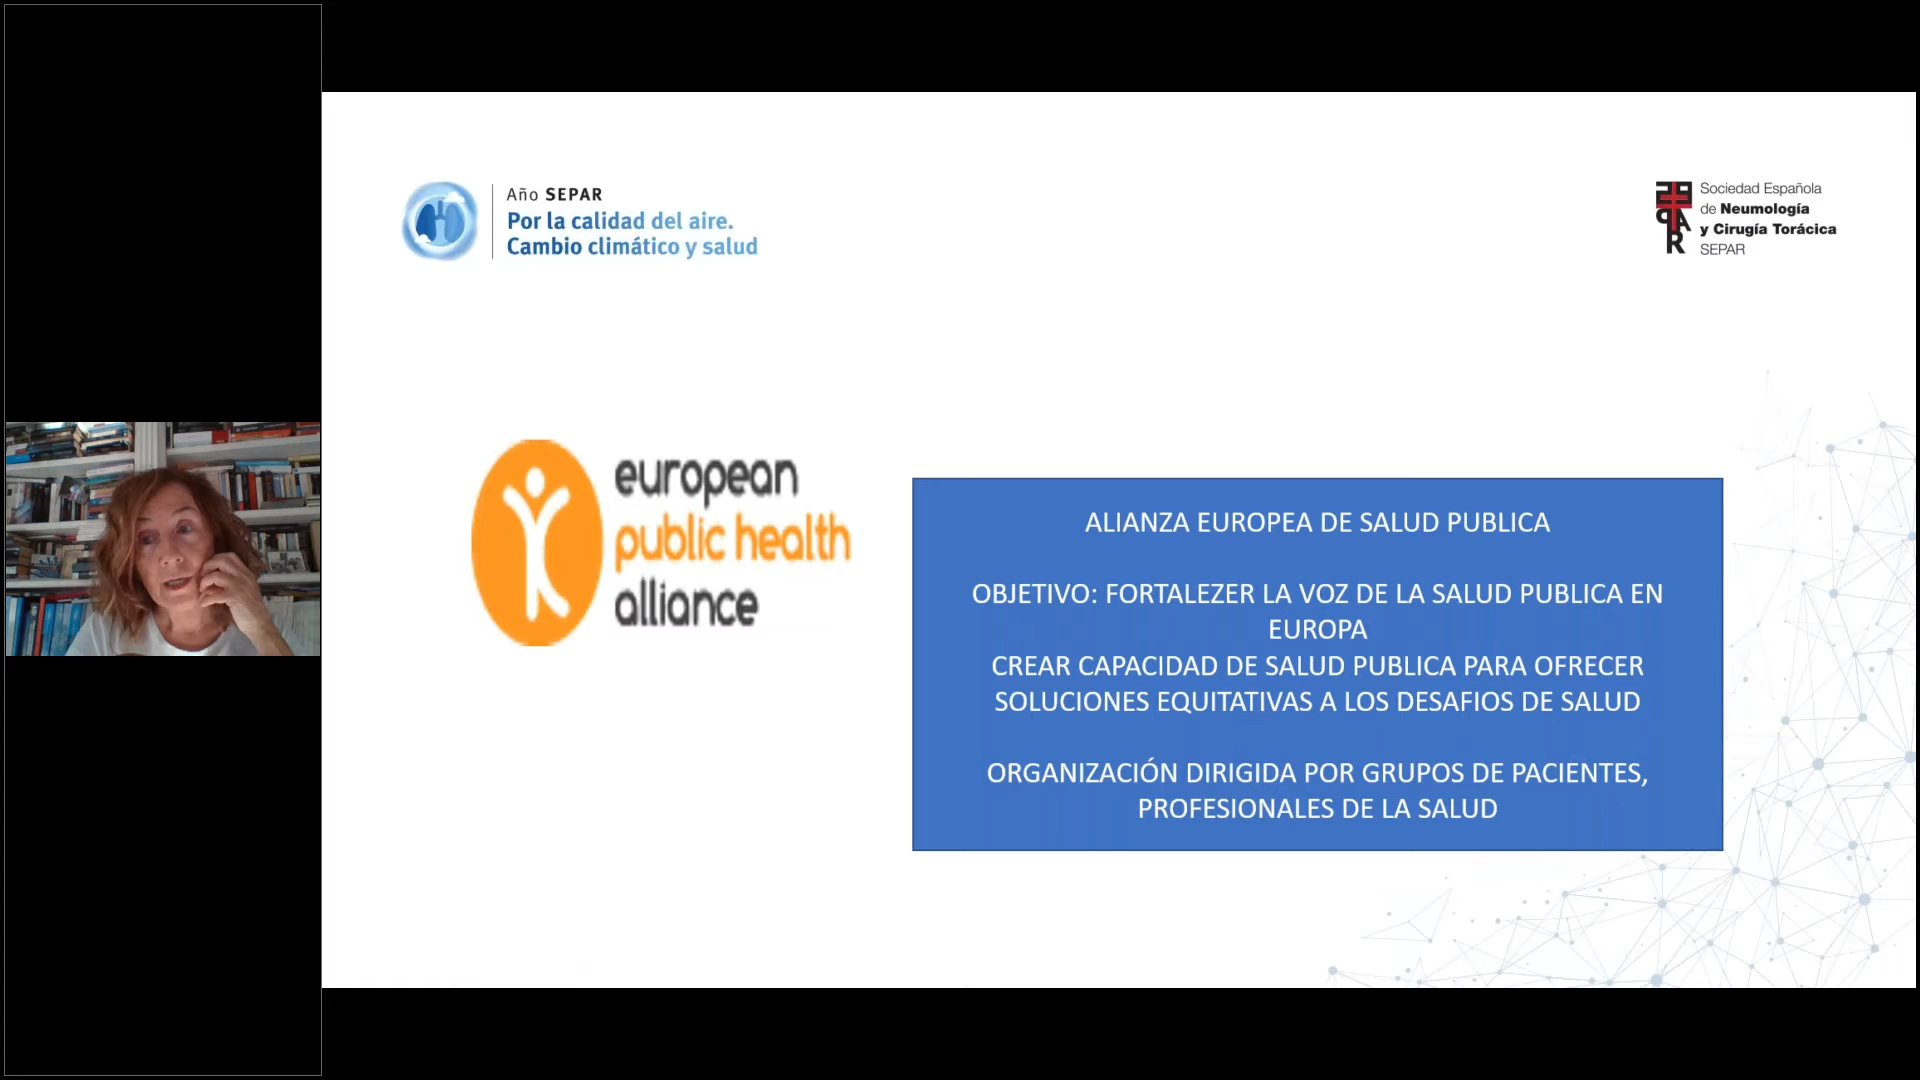 Año SEPAR
Por la calidad del aire.
Cambio climático y salud
SEPAR
Sociedad Española
de Neumología
y Cirugía Torácica
SEPAR
european
public health
alliance
ALIANZA EUROPEA DE SALUD PUBLICA
OBJETIVO: FORTALEZER LA VOZ DE LA SALUD PUBLICA EN
EUROPA
CREAR CAPACIDAD DE SALUD PUBLICA PARA OFRECER
SOLUCIONES EQUITATIVAS A LOS DESAFIOS DE SALUD
ORGANIZACIÓN DIRIGIDA POR GRUPOS DE PACIENTES,
PROFESIONALES DE LA SALUD